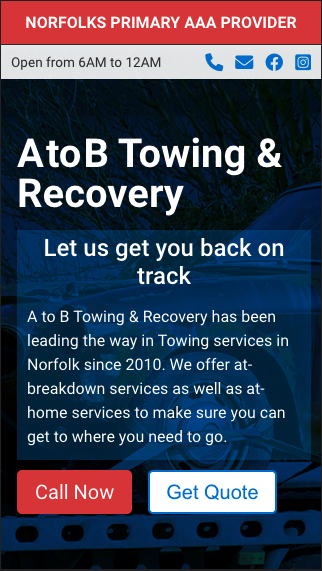 NORFOLKS PRIMARY AAA PROVIDER
Open from 6AM to 12AM
AtoB Towing &
Recovery
Let us get you back on
track
A to B Towing & Recovery has been
leading the way in Towing services in
Norfolk since 2010. We offer at-
breakdown services as well as at-
home services to make sure you can
get to where you need to go.
Call Now
Get Quote